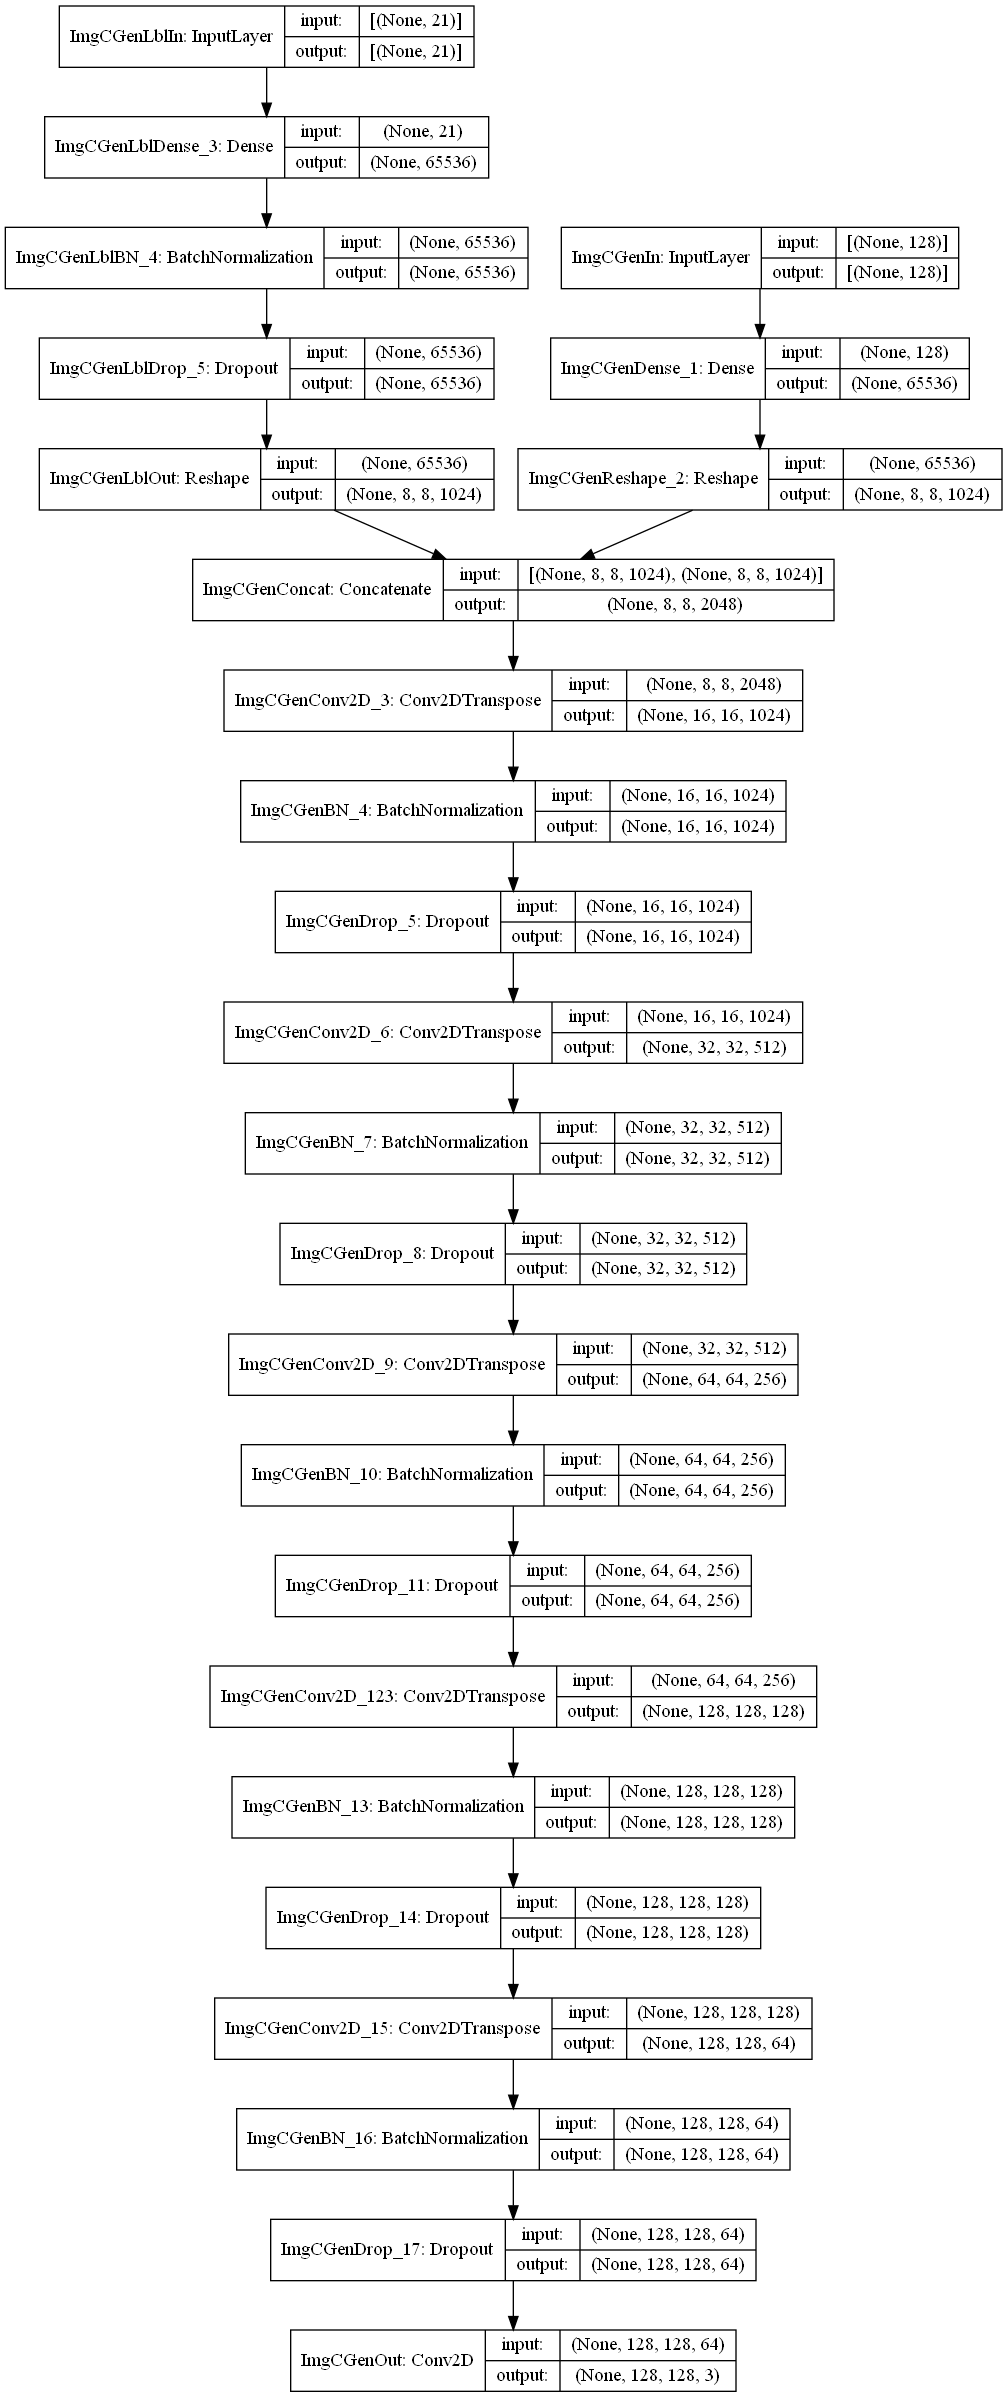 ImgCGenLblIn: InputLayer
input: [(None, 21)]
output: [(None, 21)]
ImgCGenLblDense_3: Dense
input: (None, 21)
output: (None, 65536)
ImgCGenLblBN_4: BatchNormalization
input: (None, 65536)
output: (None, 65536)
ImgCGenIn: InputLayer
input: [(None, 128)]
output: [(None, 128)]
ImgCGenLblDrop_5: Dropout
input: (None, 65536)
output: (None, 65536)
ImgCGenDense_1: Dense
input: (None, 128)
output: (None, 65536)
ImgCGenLblOut: Reshape
input: (None, 65536)
output: (None, 8, 8, 1024)
ImgCGenReshape_2: Reshape
input: (None, 65536)
output: (None, 8, 8, 1024)
ImgCGenConcat: Concatenate
input: [(None, 8, 8, 1024), (None, 8, 8, 1024)]
output: (None, 8, 8, 2048)
ImgCGenConv2D_3: Conv2DTranspose
input: (None, 8, 8, 2048)
output: (None, 16, 16, 1024)
ImgCGenBN_4: BatchNormalization
input: (None, 16, 16, 1024)
output: (None, 16, 16, 1024)
ImgCGenDrop_5: Dropout
input: (None, 16, 16, 1024)
output: (None, 16, 16, 1024)
ImgCGenConv2D_6: Conv2DTranspose
input: (None, 16, 16, 1024)
output: (None, 32, 32, 512)
ImgCGenBN_7: BatchNormalization
input: (None, 32, 32, 512)
output: (None, 32, 32, 512)
ImgCGenDrop_8: Dropout
input: (None, 32, 32, 512)
output: (None, 32, 32, 512)
ImgCGenConv2D_9: Conv2DTranspose
input: (None, 32, 32, 512)
output: (None, 64, 64, 256)
ImgCGenBN_10: BatchNormalization
input: (None, 64, 64, 256)
output: (None, 64, 64, 256)
ImgCGenDrop_11: Dropout
input: (None, 64, 64, 256)
output: (None, 64, 64, 256)
ImgCGenConv2D_123: Conv2DTranspose
input: (None, 64, 64, 256)
output: (None, 128, 128, 128)
ImgCGenBN_13: BatchNormalization
input: (None, 128, 128, 128)
output: (None, 128, 128, 128)
ImgCGenDrop_14: Dropout
input: (None, 128, 128, 128)
output: (None, 128, 128, 128)
ImgCGenConv2D_15: Conv2DTranspose
input: (None, 128, 128, 128)
output: (None, 128, 128, 64)
ImgCGenBN_16: BatchNormalization
input: (None, 128, 128, 64)
output: (None, 128, 128, 64)
ImgCGenDrop_17: Dropout
input: (None, 128, 128, 64)
output: (None, 128, 128, 64)
ImgCGenOut: Conv2D
input: (None, 128, 128, 64)
output: (None, 128, 128, 3)